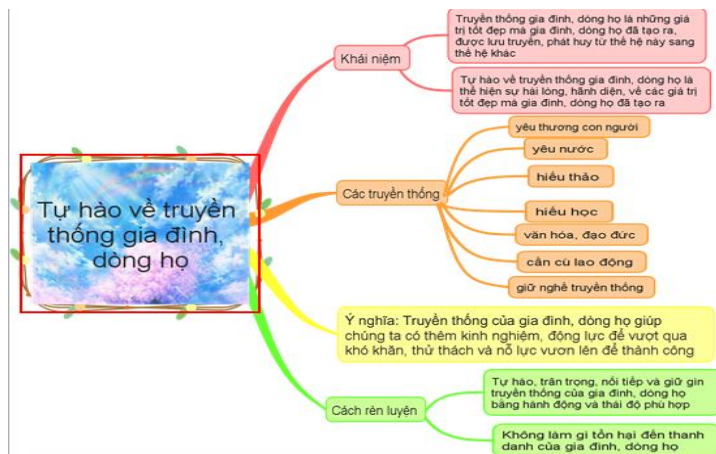 Tự hào về truyền
thống gia đình,
dòng họ
Khái niệm
Truyền thống gia đình, dòng họ là những giá
trị tốt đẹp mà gia đình, dòng họ đã tạo ra,
được lưu truyền, phát huy từ thế hệ này sang
thế hệ khác
Tự hào về truyền thống gia đình, dòng họ là
thể hiện sự hài lòng, hãnh diện, về các giá trị
tốt đẹp mà gia đình, dòng họ đã tạo ra
Các truyền thống
yêu thương con người
yêu nước
hiếu thảo
hiếu học
văn hóa, đạo đức
cần cù lao động
giữ nghề truyền thống
Ý nghĩa: Truyền thống của gia đình, dòng họ giúp
chúng ta có thêm kinh nghiệm, động lực để vượt qua
khó khăn, thử thách và nỗ lực vươn lên để thành công
Cách rèn luyện
Tự hào, trân trọng, nối tiếp và giữ gìn
truyền thống của gia đình, dòng họ
bằng hành động và thái độ phù hợp
Không làm gì tổn hại đến thanh
danh của gia đình, dòng họ